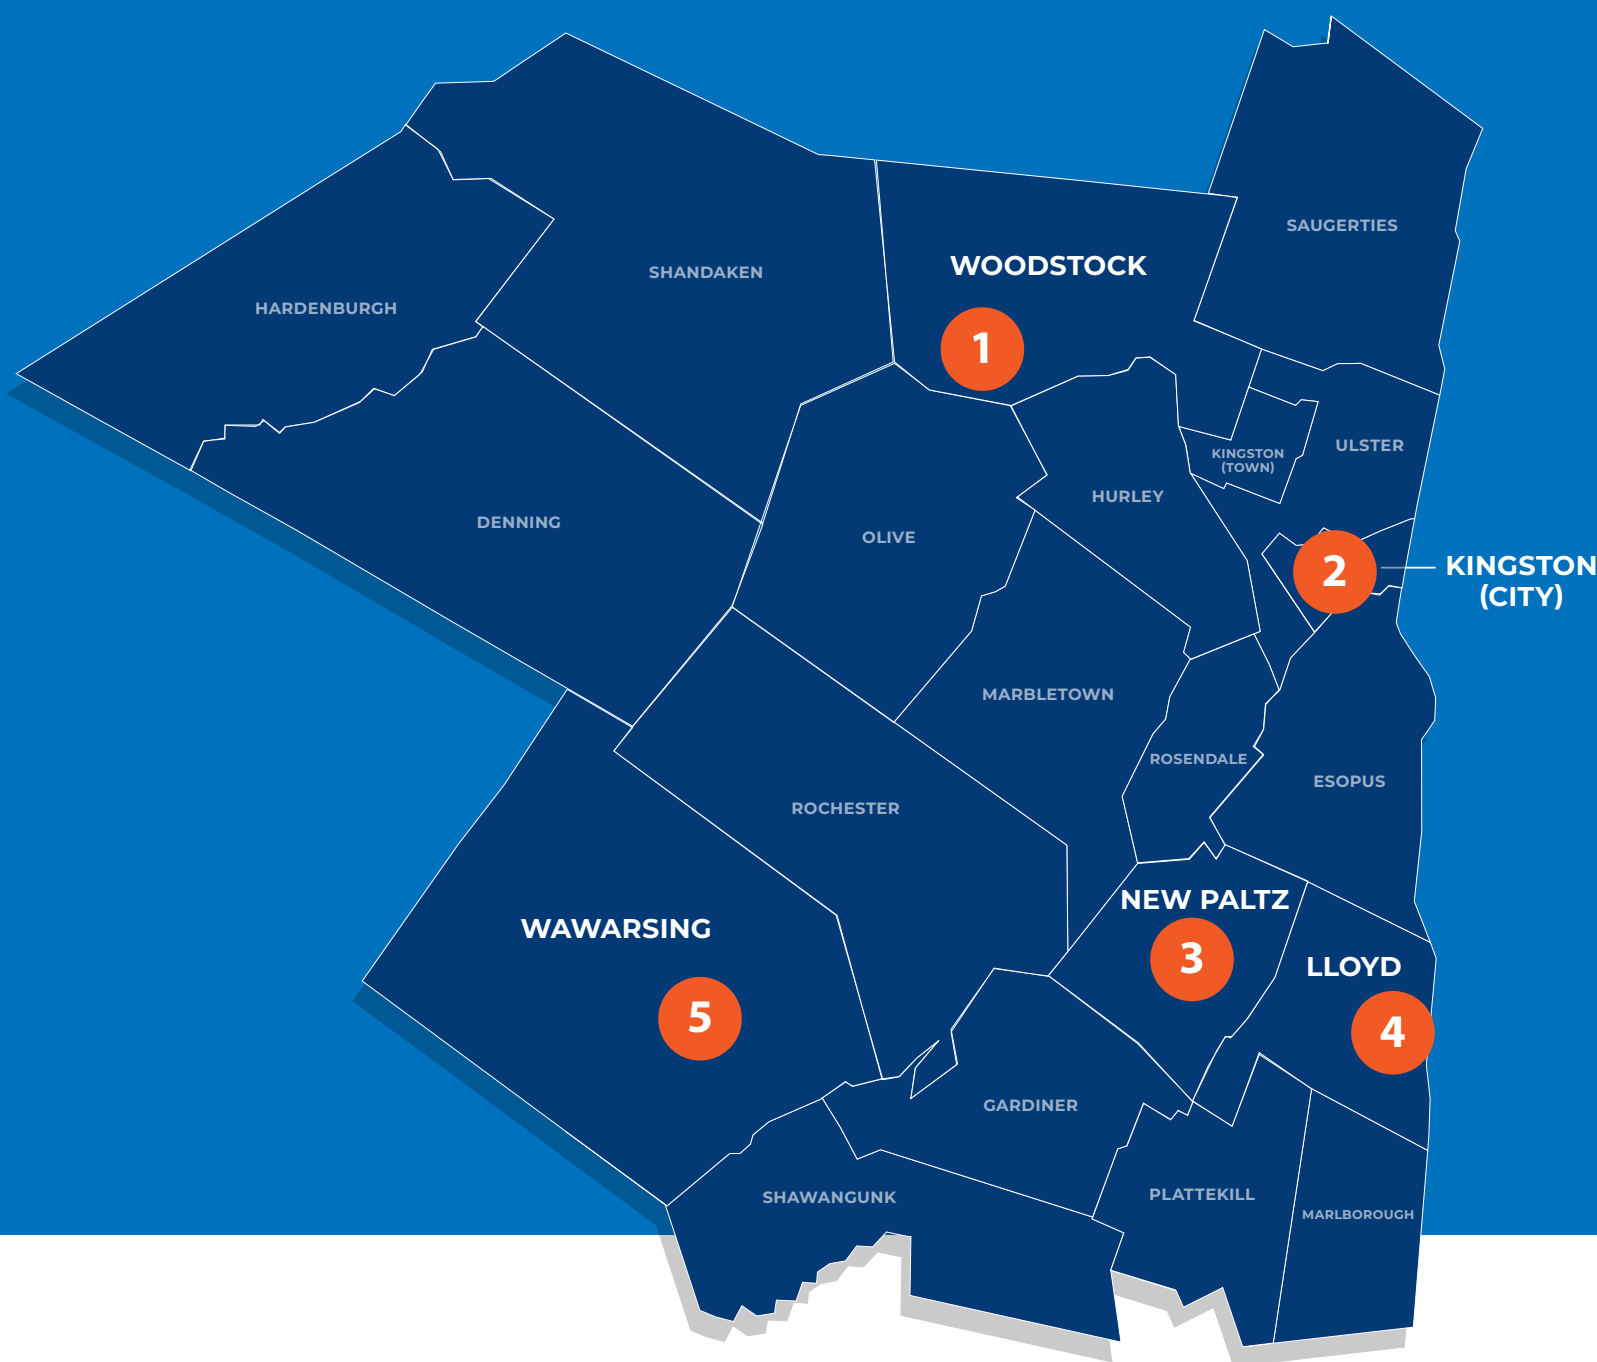 SAUGERTIES
WOODSTOCK
SHANDAKEN
HARDENBURGH
1
ULSTER
KINGSTON
(TOWN)
HURLEY
DENNING
OLIVE
2
KINGSTON
(CITY)
MARBLETOWN
ROSENDALE
ESOPUS
ROCHESTER
NEW PALTZ
WAWARSING
3
LLOYD
5
4
GARDINER
PLATTEKILL
SHAWANGUNK
MARLBOROUGH